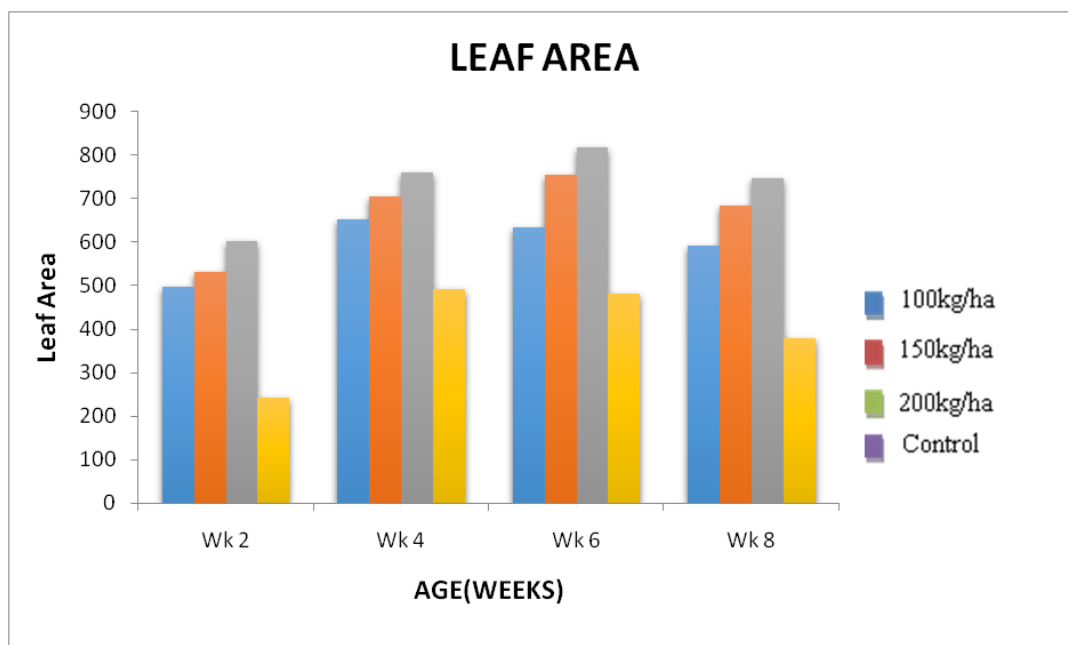 LEAF AREA
900
800
700
600
500
400
300
200
100
0
Leaf Area
Wk 2
Wk 4
Wk 6
Wk 8
AGE(WEEKS)
100kg/ha
150kg/ha
200kg/ha
Control